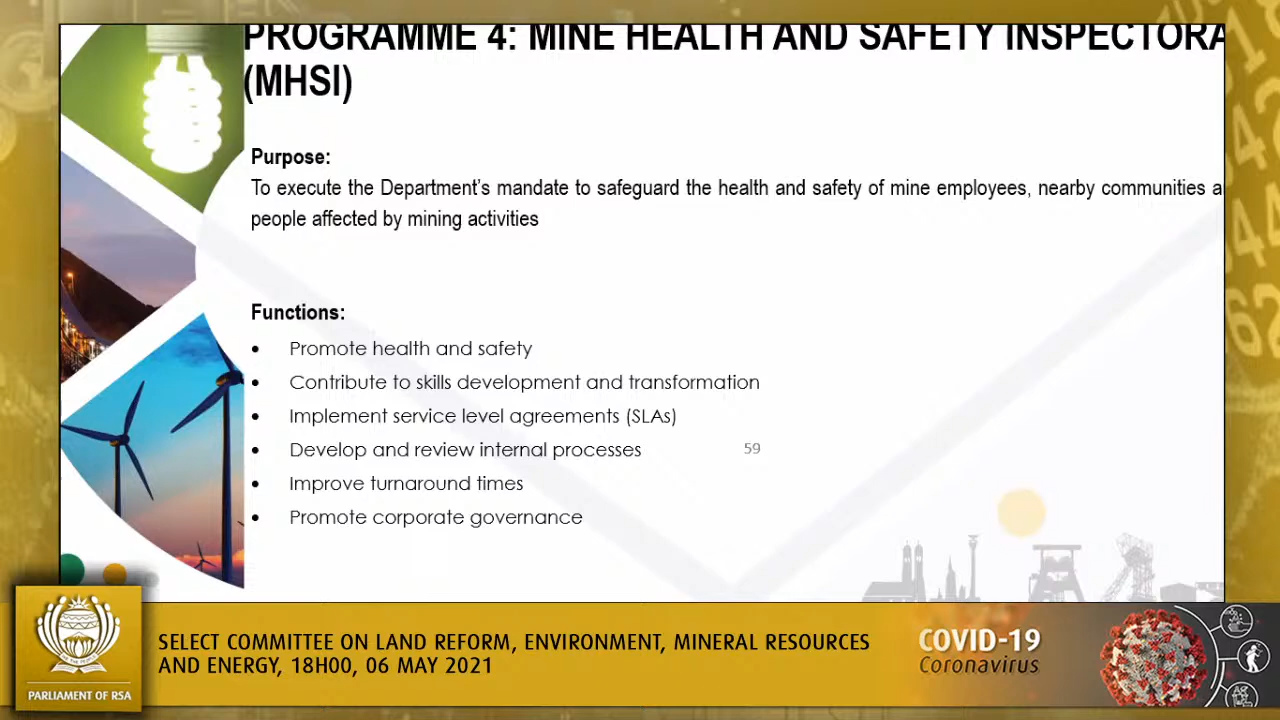 PROGRAMME 4: MINE HEALTH AND SAFETY INSPECTORA
(MHSI)
Purpose:
To execute the Department's mandate to safeguard the health and safety of mine employees, nearby communities a
people affected by mining activities
Functions:
• Promote health and safety
• Contribute to skills development and transformation
• Implement service level agreements (SLAs)
• Develop and review internal processes
59
• Improve turnaround times
• Promote corporate governance
SELECT COMMITTEE ON LAND REFORM, ENVIRONMENT, MINERAL RESOURCES
AND ENERGY, 18H00, 06 MAY 2021
PARLIAMENT OF RSA
COVID-19
Coronavirus